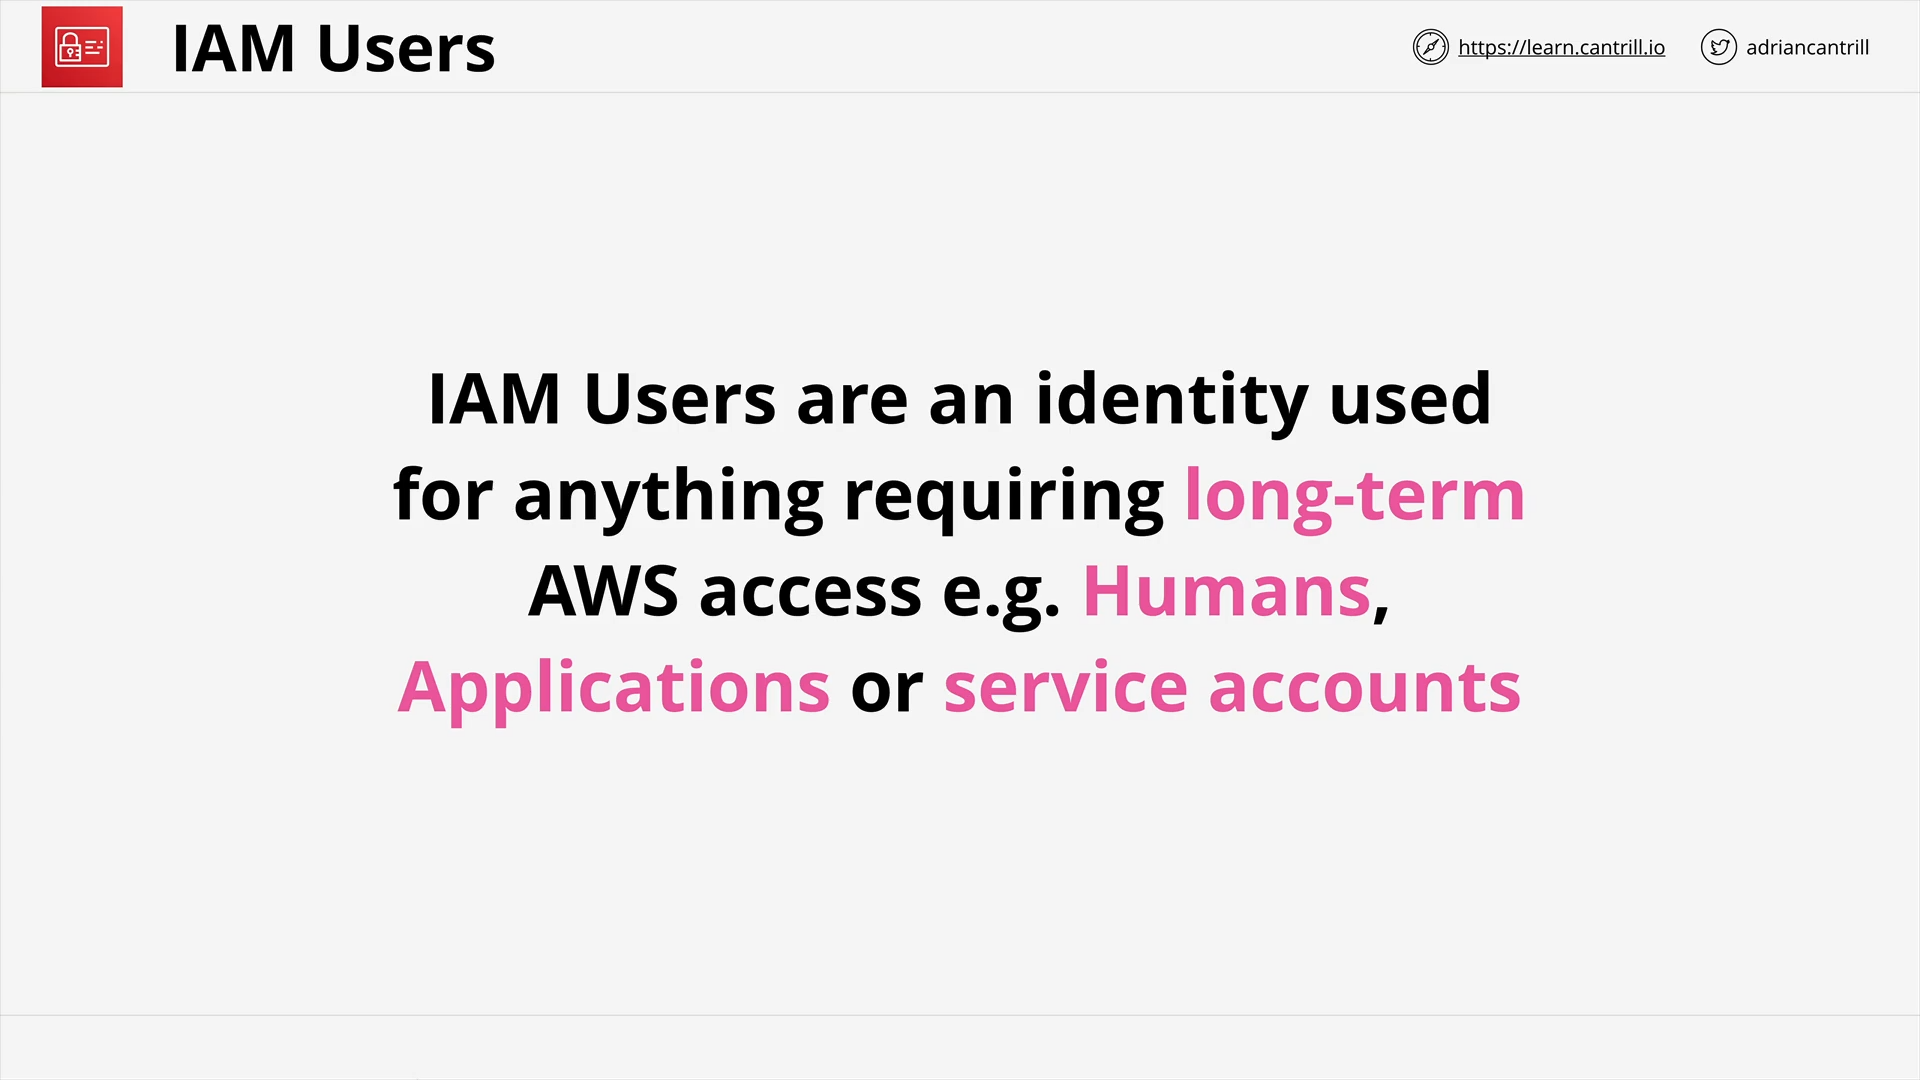 IAM Users
https://learn.cantrill.io
adriancantrill
IAM Users are an identity used
for anything requiring long-term
AWS access e.g. Humans,
Applications or service accounts